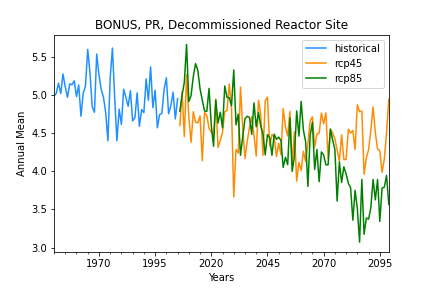 BONUS, PR, Decommissioned Reactor Site
historical
rcp45
rcp85
Annual Mean
5.5
5.0
4.5
4.0
3.5
3.0
1970 1995 2020 2045 2070 2095
Years